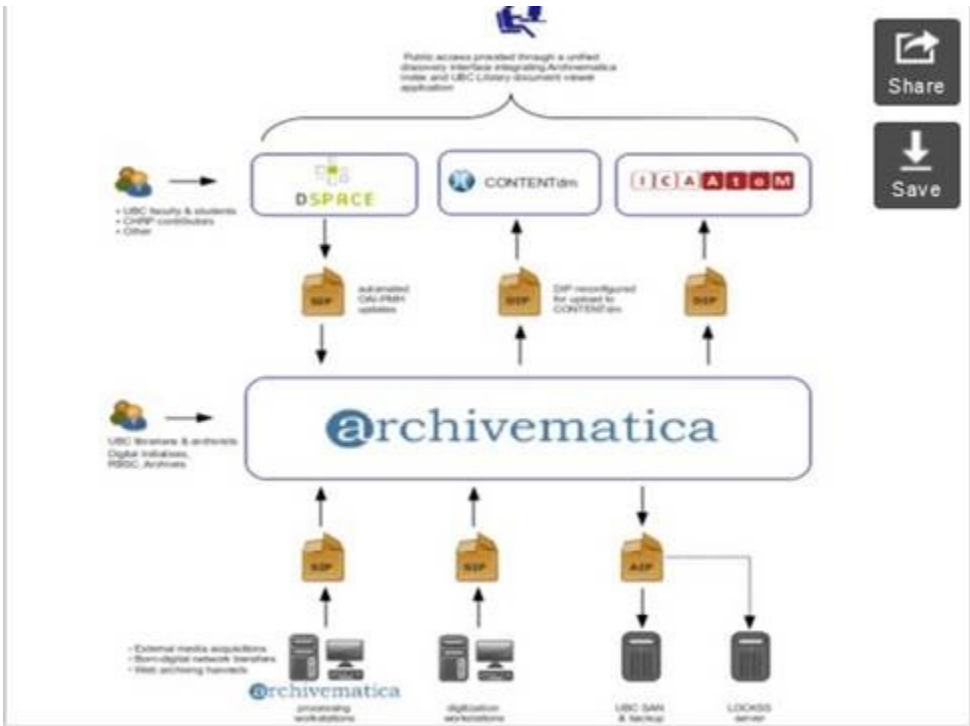 Public access provided through a unified
discovery interface integrating Archivematica
index and UBC Library document viewer
application
Share
Save
DSPACE
CONTENTdm
ICAAtoM
• UBC faculty & students
• CHRP contributors
• Other
SIP
automated
OAI-PMH
updates
DIP
DIP reconfigured
for upload to
CONTENTdm
DIP
archivematica
UBC librarians & archivists
Digital Initiatives,
RBSC, Archives
SIP
SIP
AIP
• External media acquisitions
• Born-digital network transfers
• Web archiving harvests
archivematica
processing
workstations
digitization
workstations
UBC SAN
& backup
LOCKSS
server